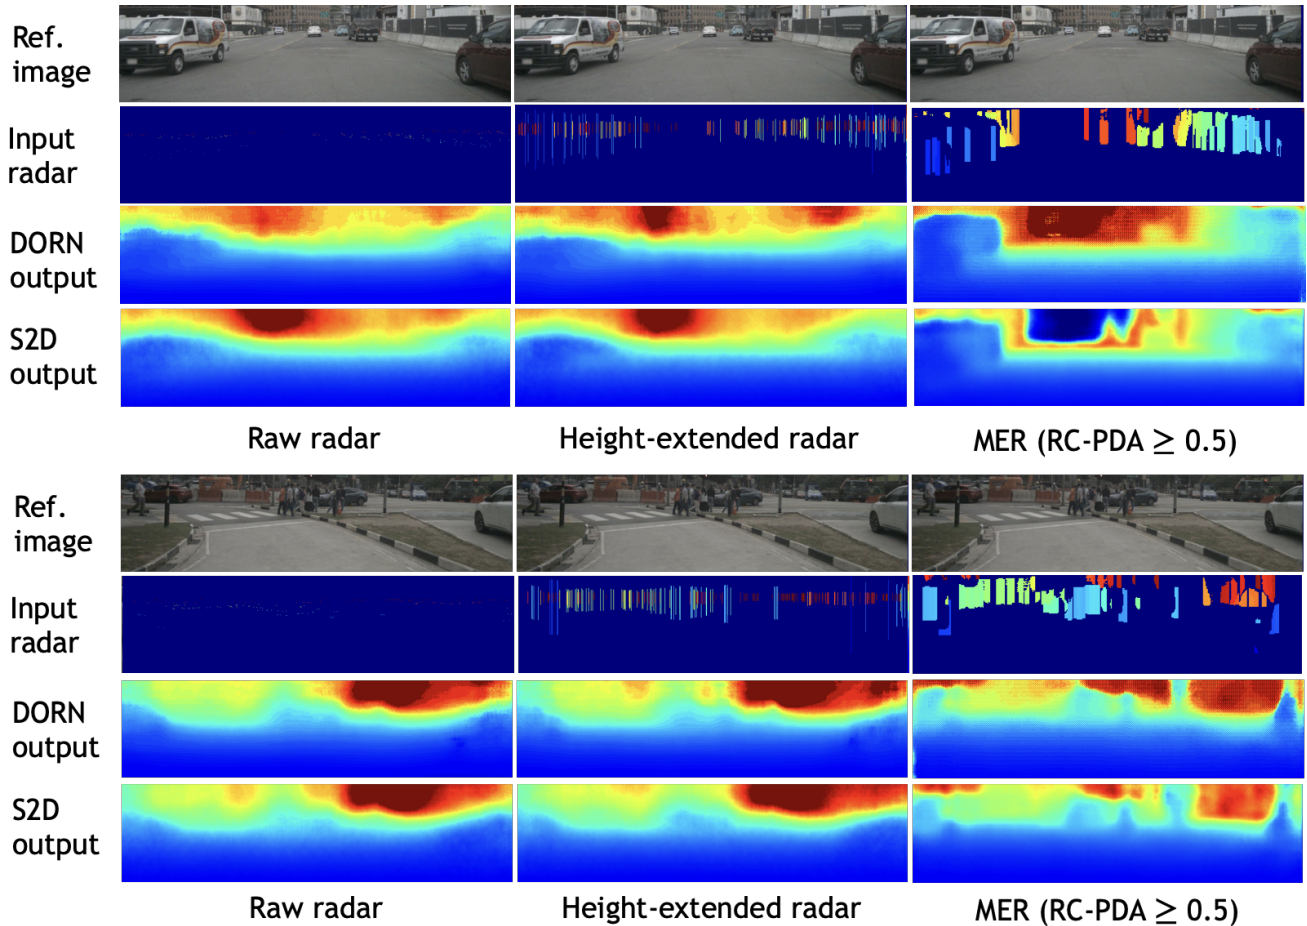 Ref.
image
Input
radar
DORN
output
S2D
output
Raw radar Height-extended radar MER (RC-PDA ≥ 0.5)
Ref.
image
Input
radar
DORN
output
S2D
output
Raw radar Height-extended radar MER (RC-PDA ≥ 0.5)